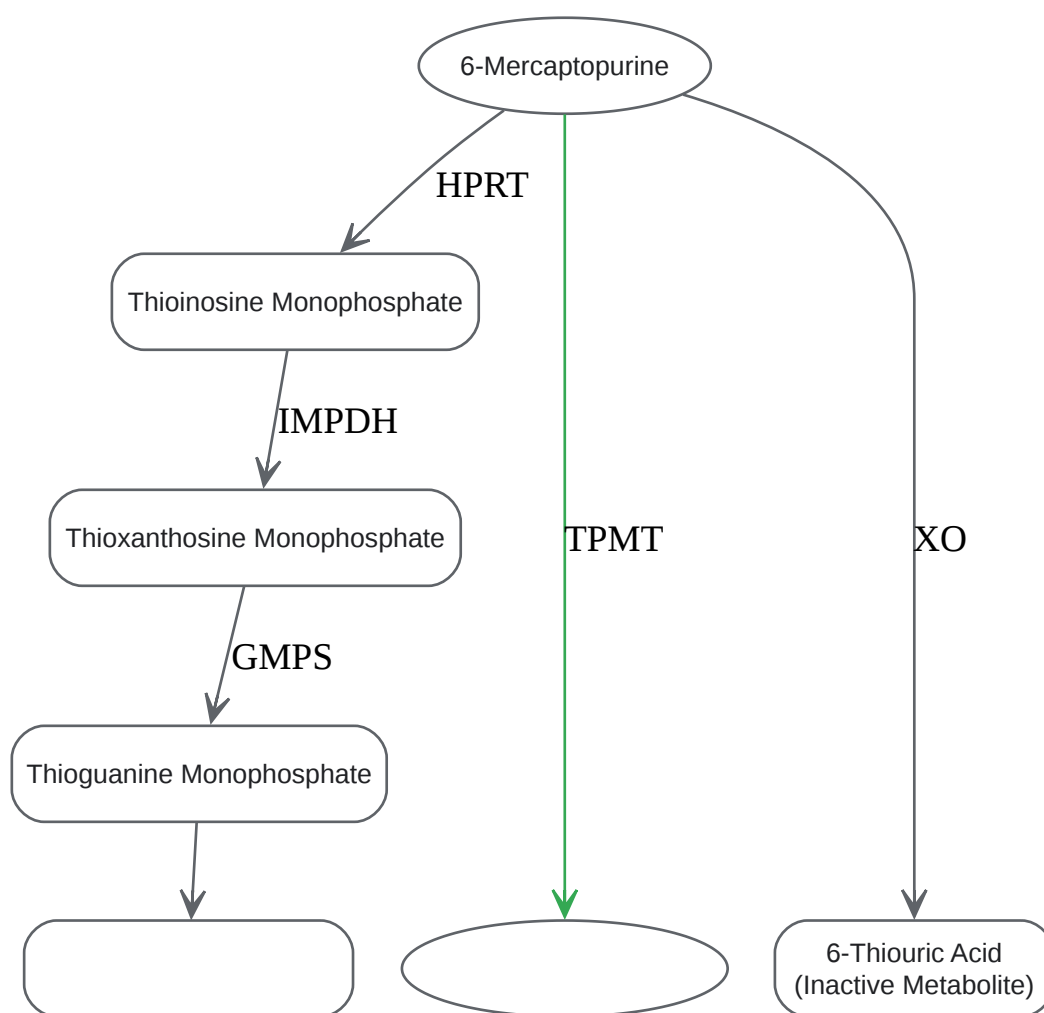 6-Mercaptopurine
HPRT
Thioinosine Monophosphate
IMPDH
Thioxanthosine Monophosphate
TPMT
XO
GMPS
Thioguanine Monophosphate
6-Thiouric Acid
(Inactive Metabolite)